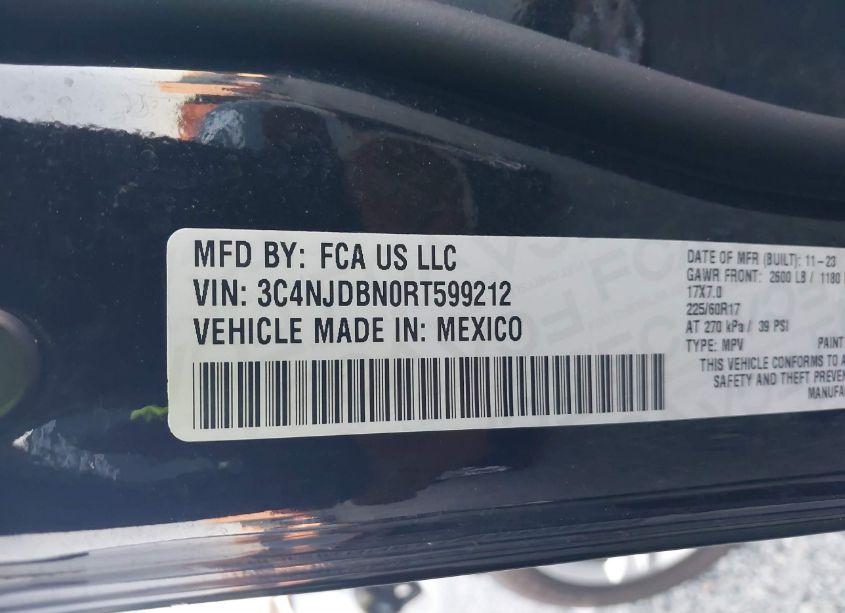 MFD BY: FCA US LLC
VIN: 3C4NJDBN0RT599212
VEHICLE MADE IN: MEXICO
DATE OF MFR (BUILT): 11-23
GAWR FRONT: 2600 LB / 1180
17X7.0
225/60R17
AT 270 kPa / 39 PSI
TYPE: MPV PAINT
THIS VEHICLE CONFORMS TO A
SAFETY AND THEFT PREVEN
MANUFA